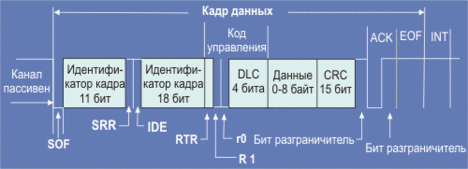 Кадр данных
Код
управления
ACK
EOF
INT
Канал
пассивен
Идентифи-
катор кадра
11 бит
Идентифи-
катор кадра
18 бит
DLC
4 бита
Данные
0-8 байт
CRC
15 бит
SOF
SRR
IDE
RTR
r0
R 1
Бит разграничитель
Бит разграничитель